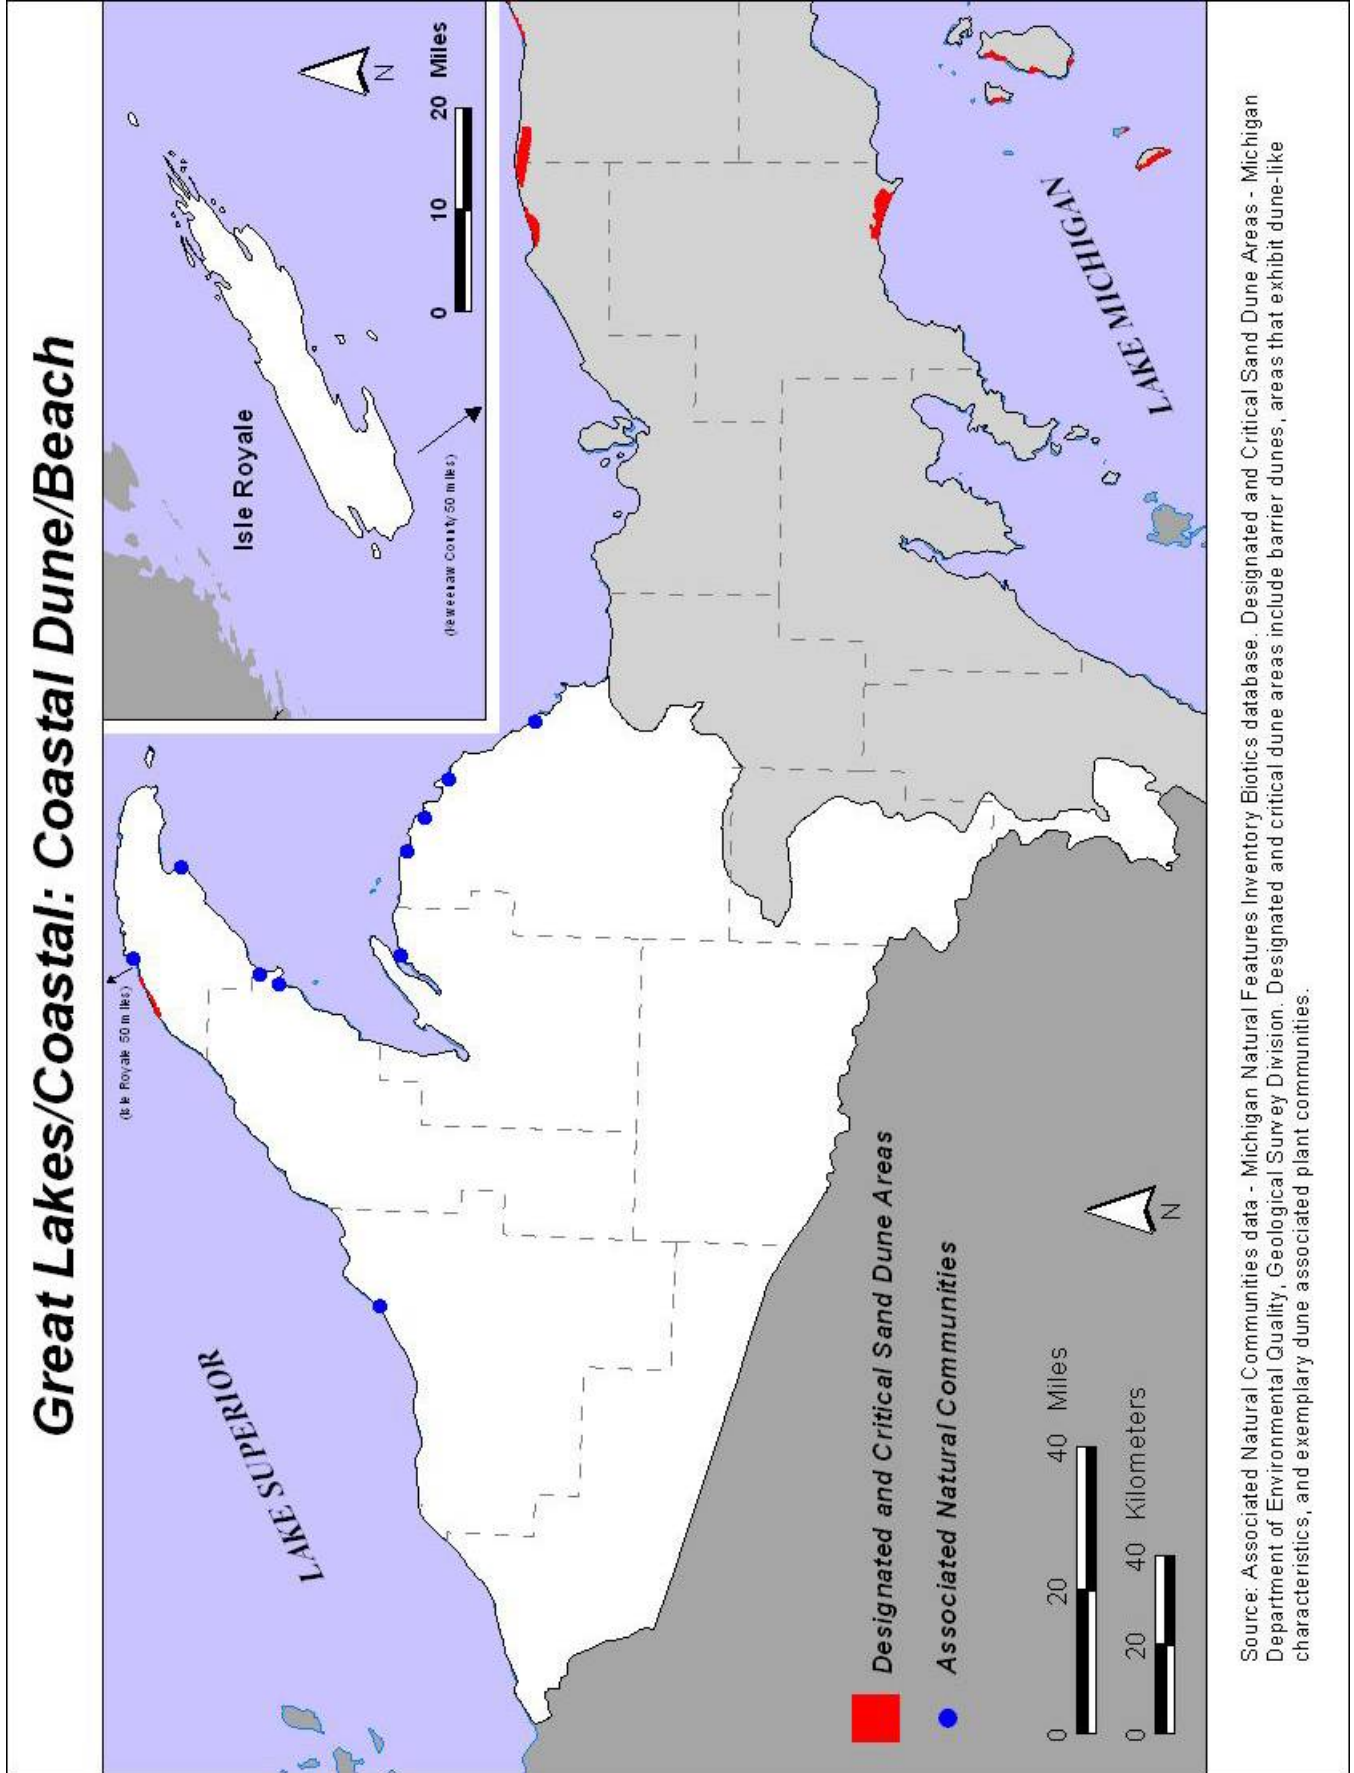 Great Lakes/Coastal: Coastal Dune/Beach
(Isle Royale 50 miles)
LAKE SUPERIOR
Isle Royale
(Keweenaw County 50 miles)
N
0 10 20 Miles
LAKE MICHIGAN
Designated and Critical Sand Dune Areas
Associated Natural Communities
0 20 40 Miles
0 20 40 Kilometers
N
Source: Associated Natural Communities data - Michigan Natural Features Inventory Biotics database. Designated and Critical Sand Dune Areas - Michigan
Department of Environmental Quality, Geological Survey Division. Designated and critical dune areas include barrier dunes, areas that exhibit dune-like
characteristics, and exemplary dune associated plant communities.